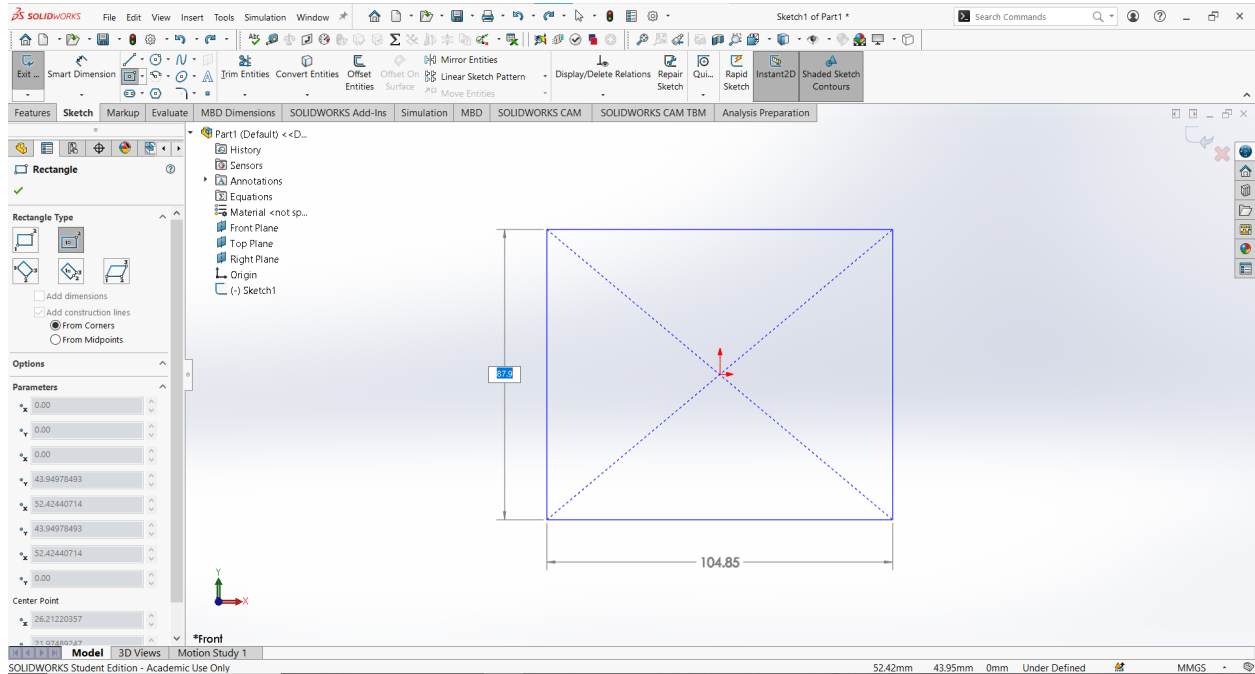 SOLIDWORKS File Edit View Insert Tools Simulation Window Sketch1 of Part1 * Search Commands
Exit ... Smart Dimension Trim Entities Convert Entities Offset Entities Offset On Surface Mirror Entities Linear Sketch Pattern Move Entities Display/Delete Relations Repair Sketch Qui... Rapid Sketch Instant2D Shaded Sketch Contours
Features Sketch Markup Evaluate MBD Dimensions SOLIDWORKS Add-Ins Simulation MBD SOLIDWORKS CAM SOLIDWORKS CAM TBM Analysis Preparation
Rectangle
Rectangle Type
Add dimensions
Add construction lines
From Corners
From Midpoints
Options
Parameters
x 0.00
Y 0.00
x 0.00
Y 43.94978493
x 52.42440714
Y 43.94978493
x 52.42440714
Y 0.00
Center Point
x 26.21220357
21.97489247
Part1 (Default) <<D...
History
Sensors
Annotations
Equations
Material <not sp...
Front Plane
Top Plane
Right Plane
Origin
(-) Sketch1
87.9
104.85
Y
X
*Front
Model 3D Views Motion Study 1
SOLIDWORKS Student Edition - Academic Use Only 52.42mm 43.95mm 0mm Under Defined MMGS